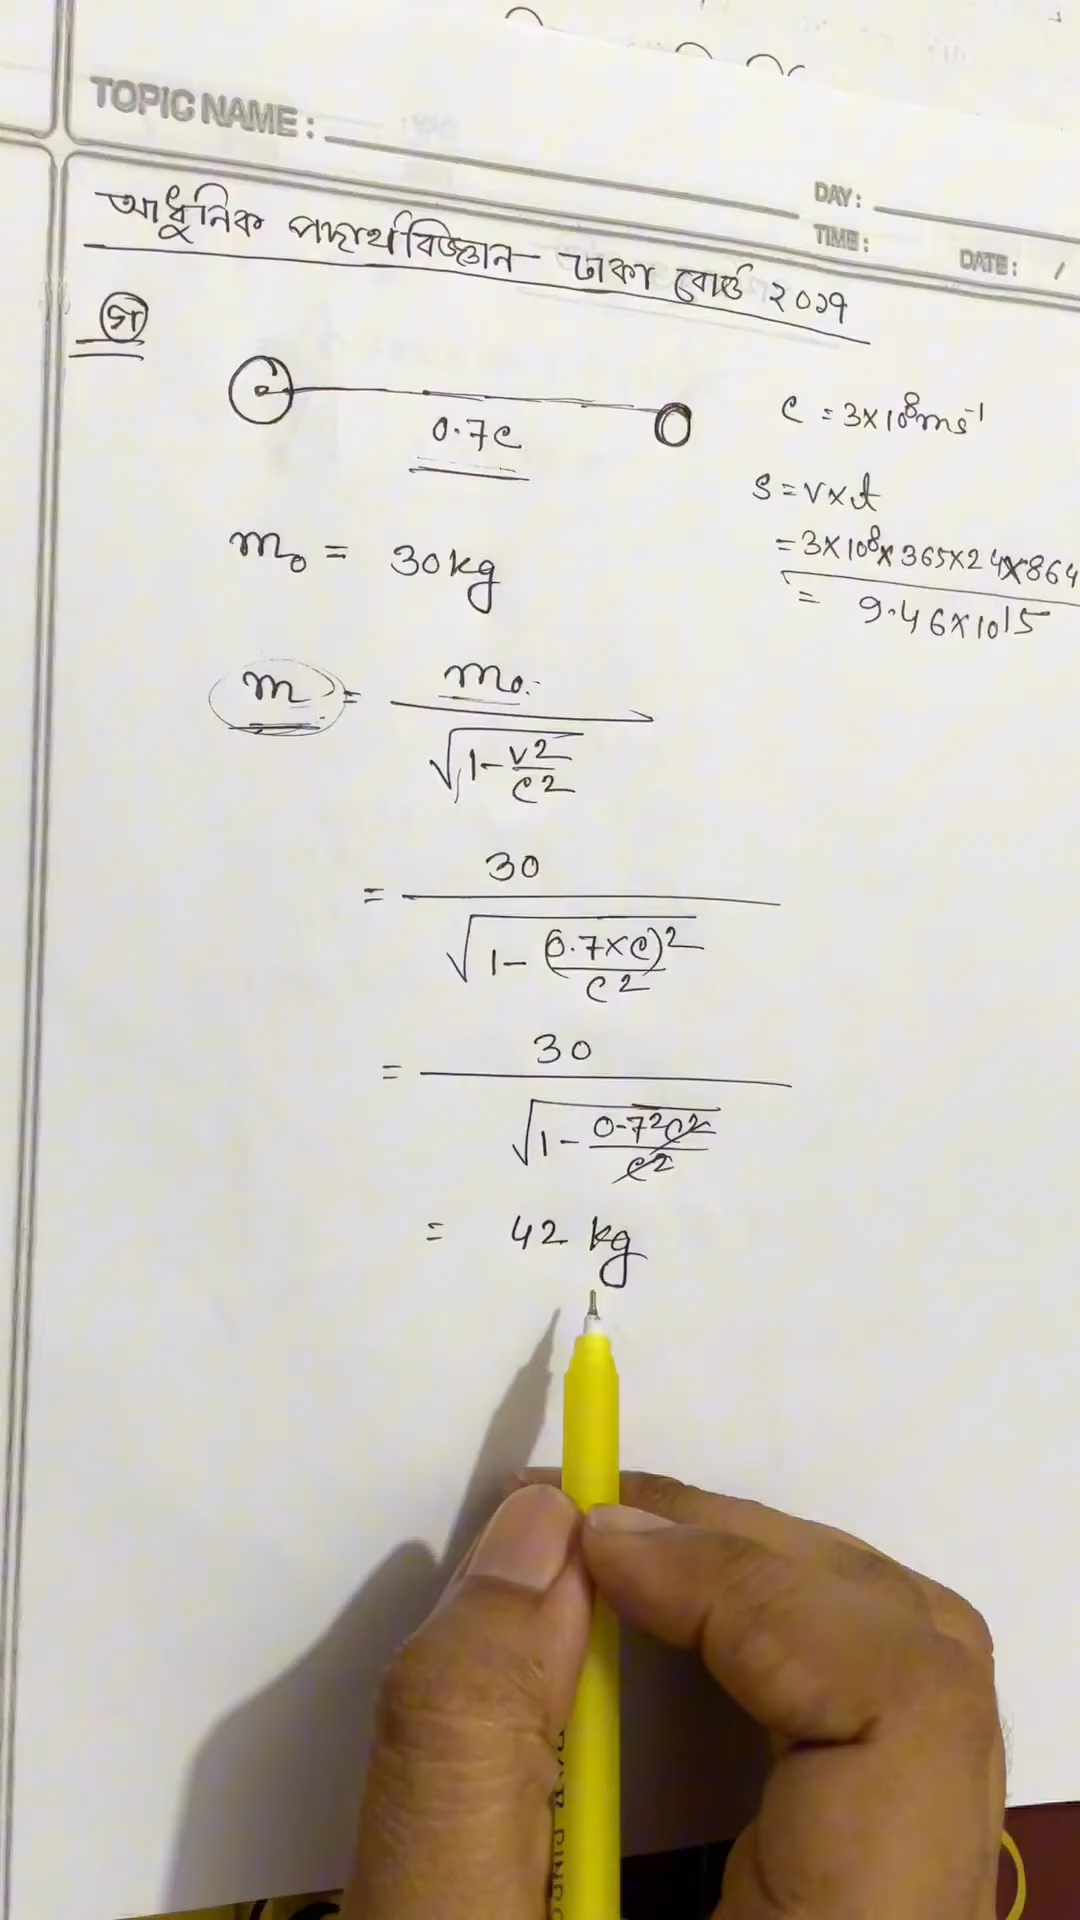 TOPIC NAME :
DAY :
TIME :
DATE : /
আধুনিক পদার্থবিজ্ঞান - ঢাকা বোর্ড ২০১৭
গ
0.7c
c = 3×10⁸ms⁻¹
s = v×t
= 3×10⁸×365×24×864
= 9.46×10¹⁵
m₀ = 30kg
m = m₀ / √(1 - v²/c²)
= 30 / √(1 - (0.7×c)²/c²)
= 30 / √(1 - 0.7²c²/c²)
= 42 kg